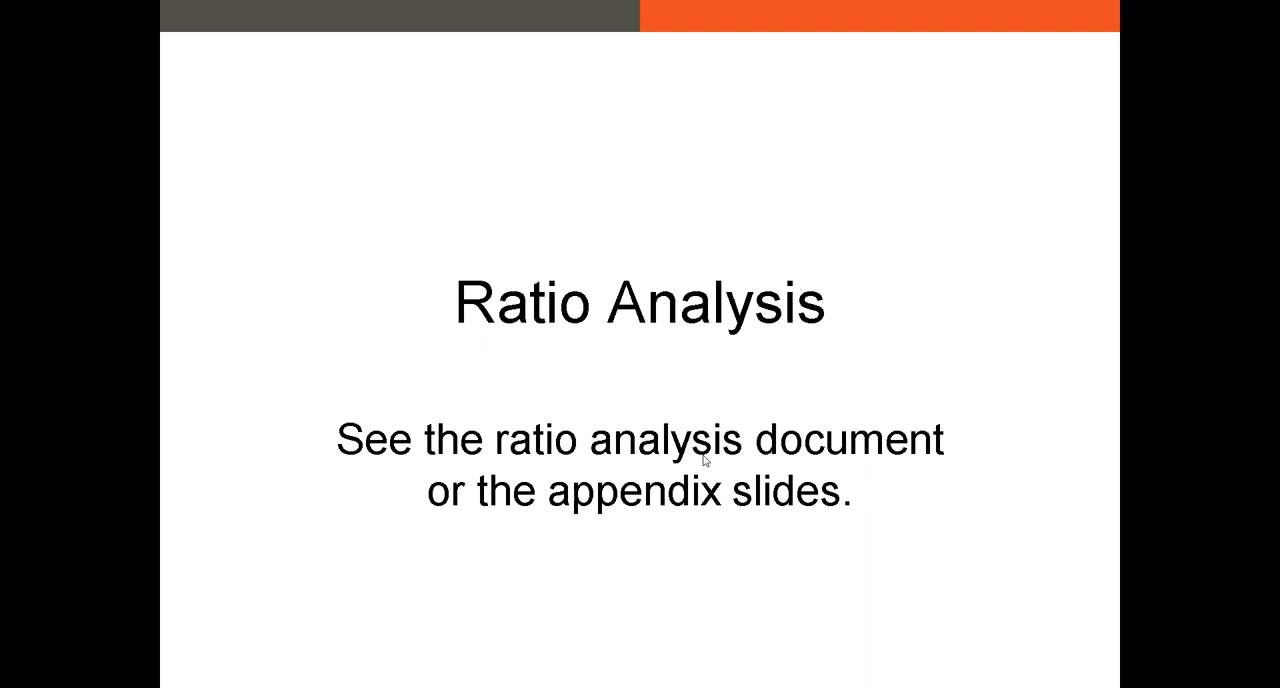 Ratio Analysis
See the ratio analysis document
or the appendix slides.